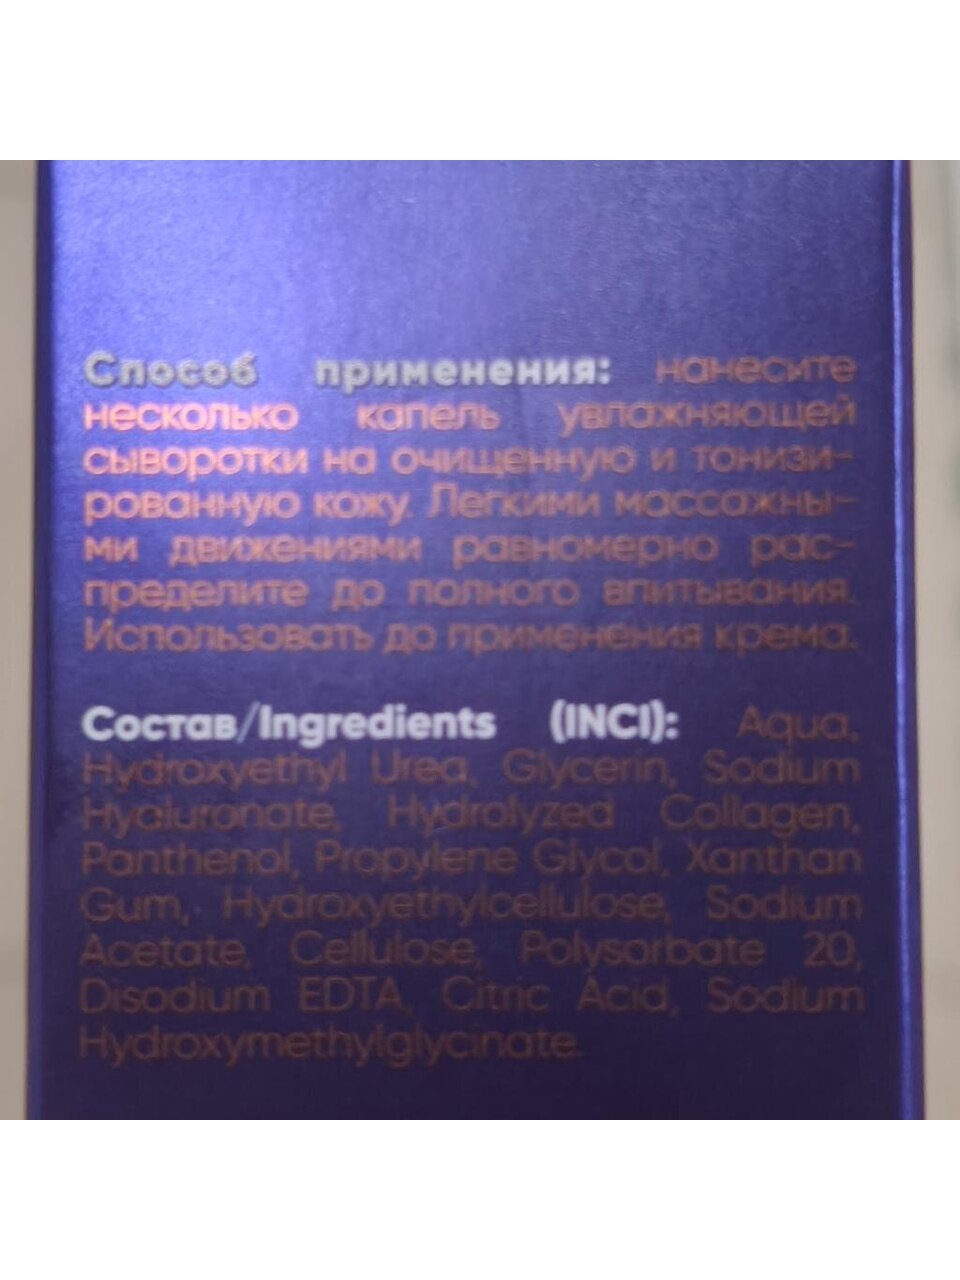 Способ применения: нанесите
несколько капель увлажняющей
сыворотки на очищенную и тонизи-
рованную кожу. Легкими массажны-
ми движениями равномерно рас-
пределите до полного впитывания.
Использовать до применения крема.
Состав/Ingredients (INCI): Aqua,
Hydroxyethyl Urea, Glycerin, Sodium
Hyaluronate, Hydrolyzed Collagen,
Panthenol, Propylene Glycol, Xanthan
Gum, Hydroxyethylcellulose, Sodium
Acetate, Cellulose, Polysorbate 20,
Disodium EDTA, Citric Acid, Sodium
Hydroxymethylglycinate.